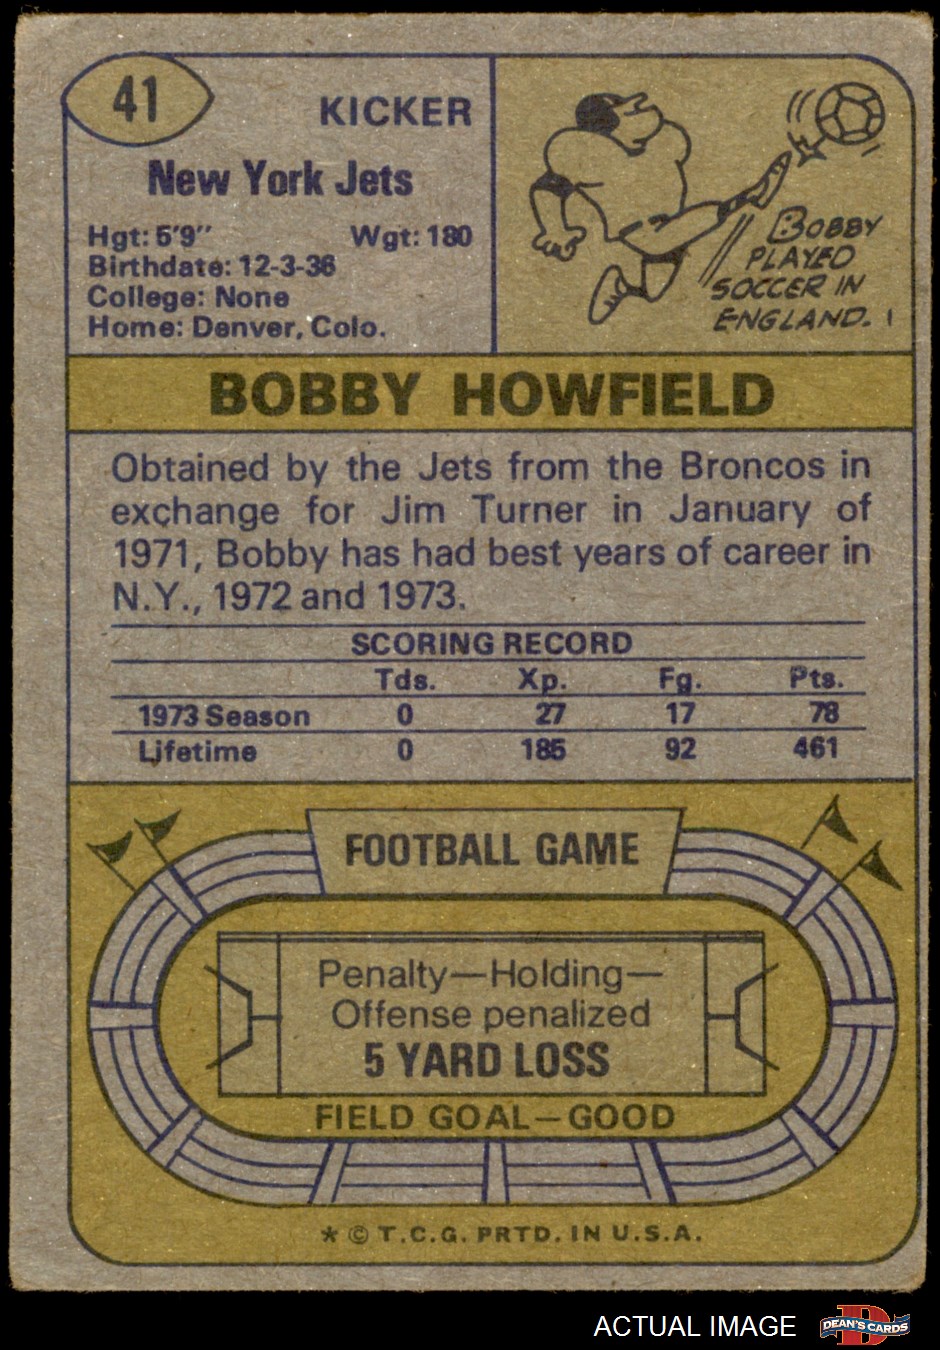 41
KICKER
New York Jets
Hgt: 5'9" Wgt: 180
Birthdate: 12-3-36
College: None
Home: Denver, Colo.
BOBBY
PLAYED
SOCCER IN
ENGLAND.
BOBBY HOWFIELD
Obtained by the Jets from the Broncos in
exchange for Jim Turner in January of
1971, Bobby has had best years of career in
N.Y., 1972 and 1973.
SCORING RECORD
Tds. Xp. Fg. Pts.
1973 Season 0 27 17 78
Lifetime 0 185 92 461
FOOTBALL GAME
Penalty—Holding—
Offense penalized
5 YARD LOSS
FIELD GOAL—GOOD
* © T.C.G. PRTD. IN U.S.A.
ACTUAL IMAGE
D
DEAN'S CARDS